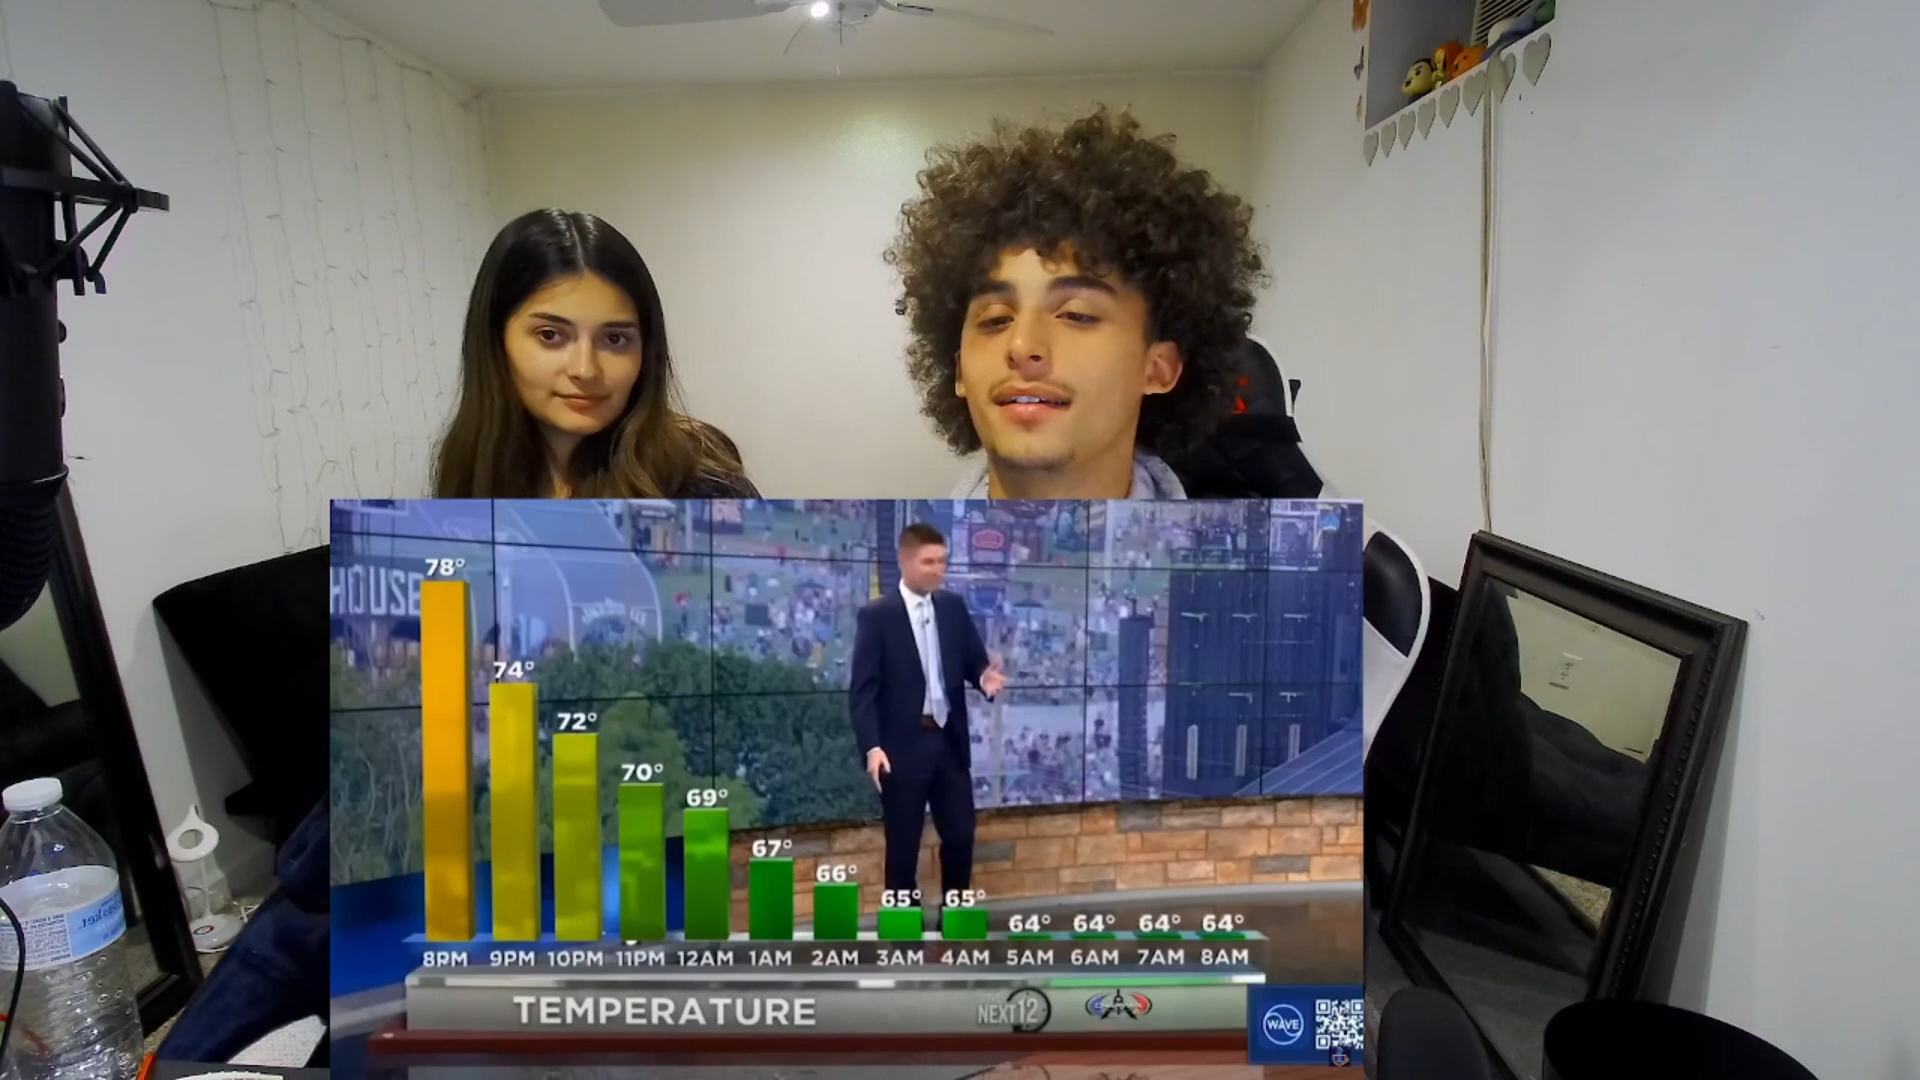 HOUSE
78° 74° 72° 70° 69° 67° 66° 65° 65° 64° 64° 64° 64°
8PM 9PM 10PM 11PM 12AM 1AM 2AM 3AM 4AM 5AM 6AM 7AM 8AM
TEMPERATURE
THE
NEXT 12
WAVE